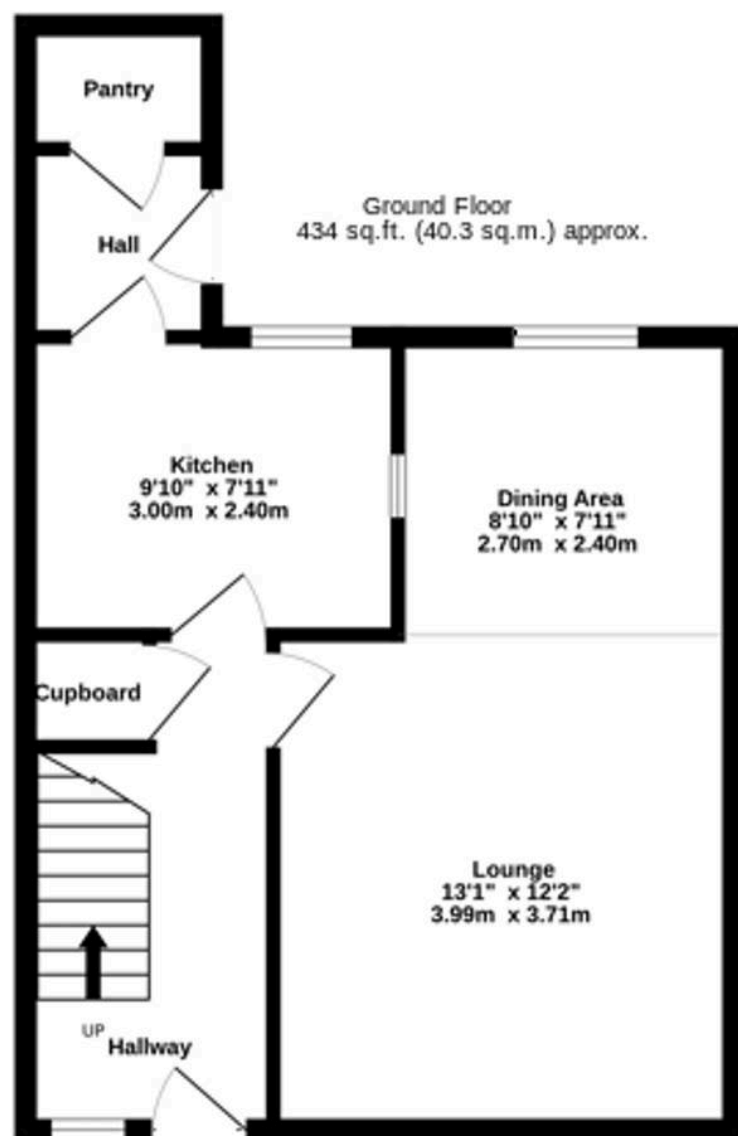 Pantry
Ground Floor
434 sq.ft. (40.3 sq.m.) approx.
Hall
Kitchen
9'10" x 7'11"
3.00m x 2.40m
Dining Area
8'10" x 7'11"
2.70m x 2.40m
Cupboard
Lounge
13'1" x 12'2"
3.99m x 3.71m
UP
Hallway